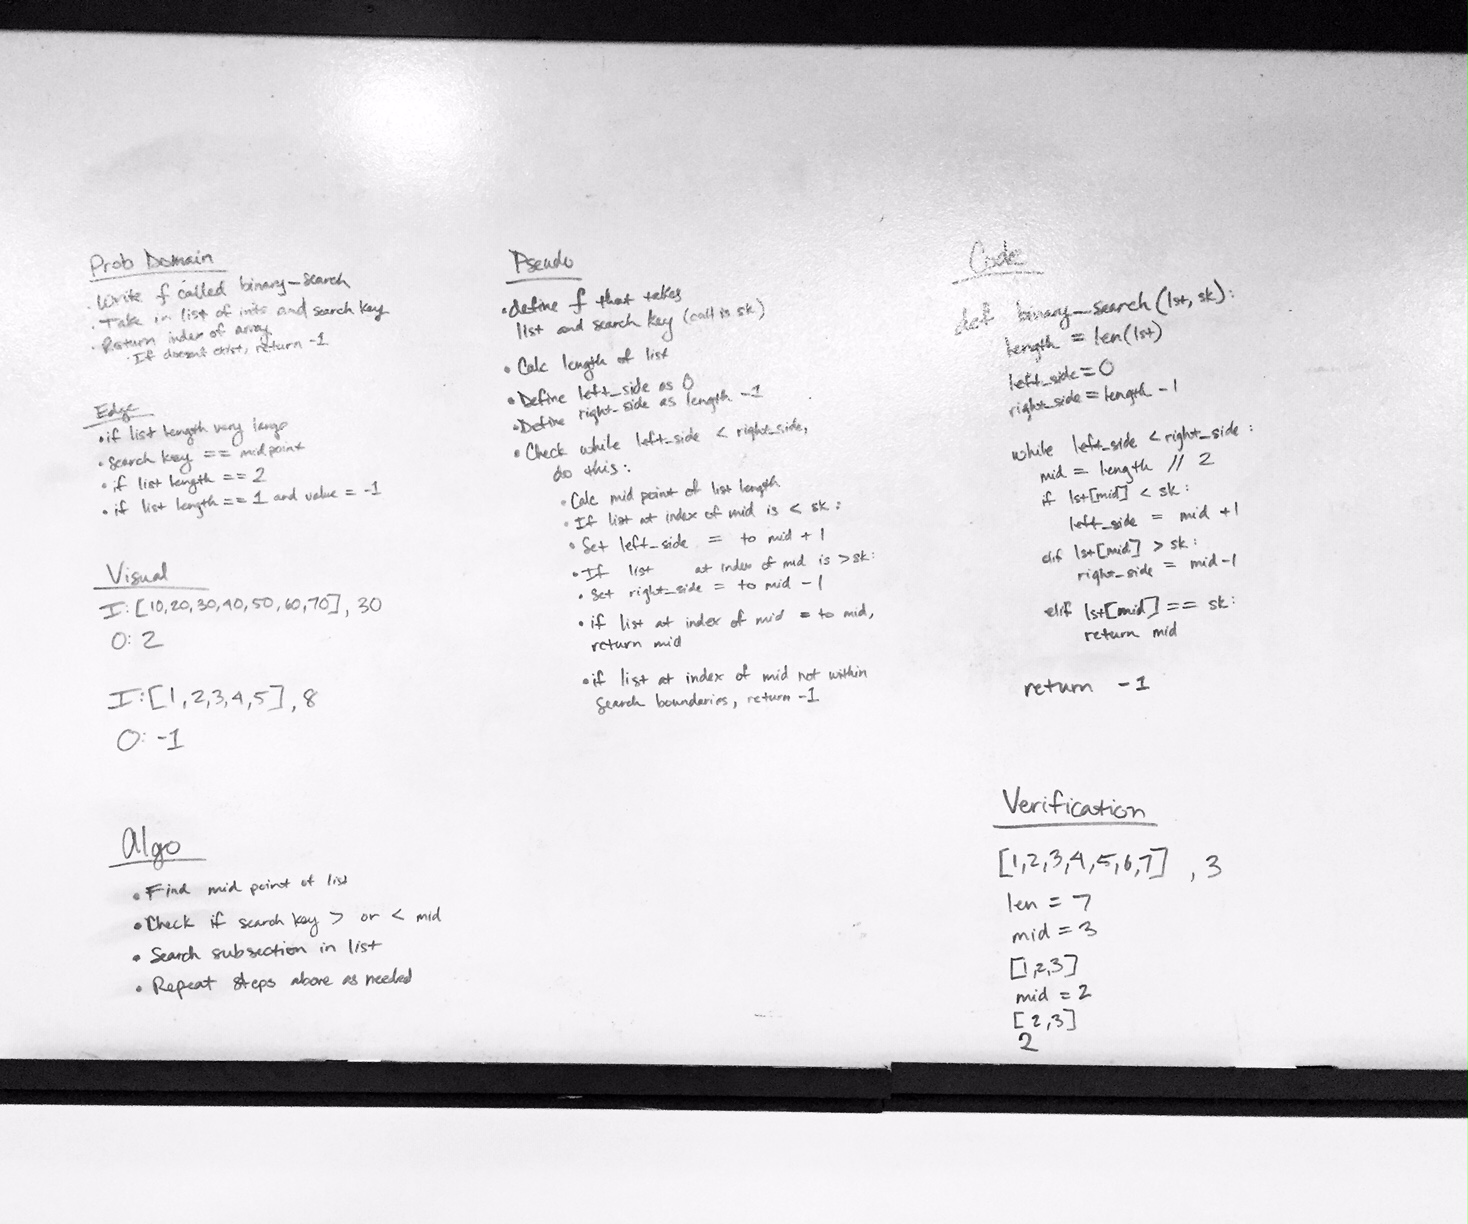 Prob Domain
· Write f called binary_search
· Take in list of ints and search key
· Return index of array
· If doesnt exist, return -1
Edge
• if list length very large
• search key == midpoint
• if list length == 2
• if list length == 1 and value = -1
Visual
I: [10,20,30,40,50,60,70], 30
O: 2
I: [1,2,3,4,5], 8
O: -1
Algo
• Find mid point of list
• Check if search key > or < mid
• Search subsection in list
• Repeat steps above as needed
Pseudo
• define f that takes
list and search key (call is sk)
• Calc length of list
• Define left_side as 0
• Define right_side as length -1
• Check while left_side < right_side,
do this:
• Calc mid point of list length
• If list at index of mid is < sk:
• Set left_side = to mid + 1
• If list at index of mid is > sk:
• Set right_side = to mid - 1
• if list at index of mid = to mid,
return mid
• if list at index of mid not within
search boundaries, return -1
Code
def binary_search(lst, sk):
length = len(lst)
left_side = 0
right_side = length - 1
while left_side < right_side:
mid = length // 2
if lst[mid] < sk:
left_side = mid +1
elif lst[mid] > sk:
right_side = mid-1
elif lst[mid] == sk:
return mid
return -1
Verification
[1,2,3,4,5,6,7], 3
len = 7
mid = 3
[1,2,3]
mid = 2
[2,3]
2